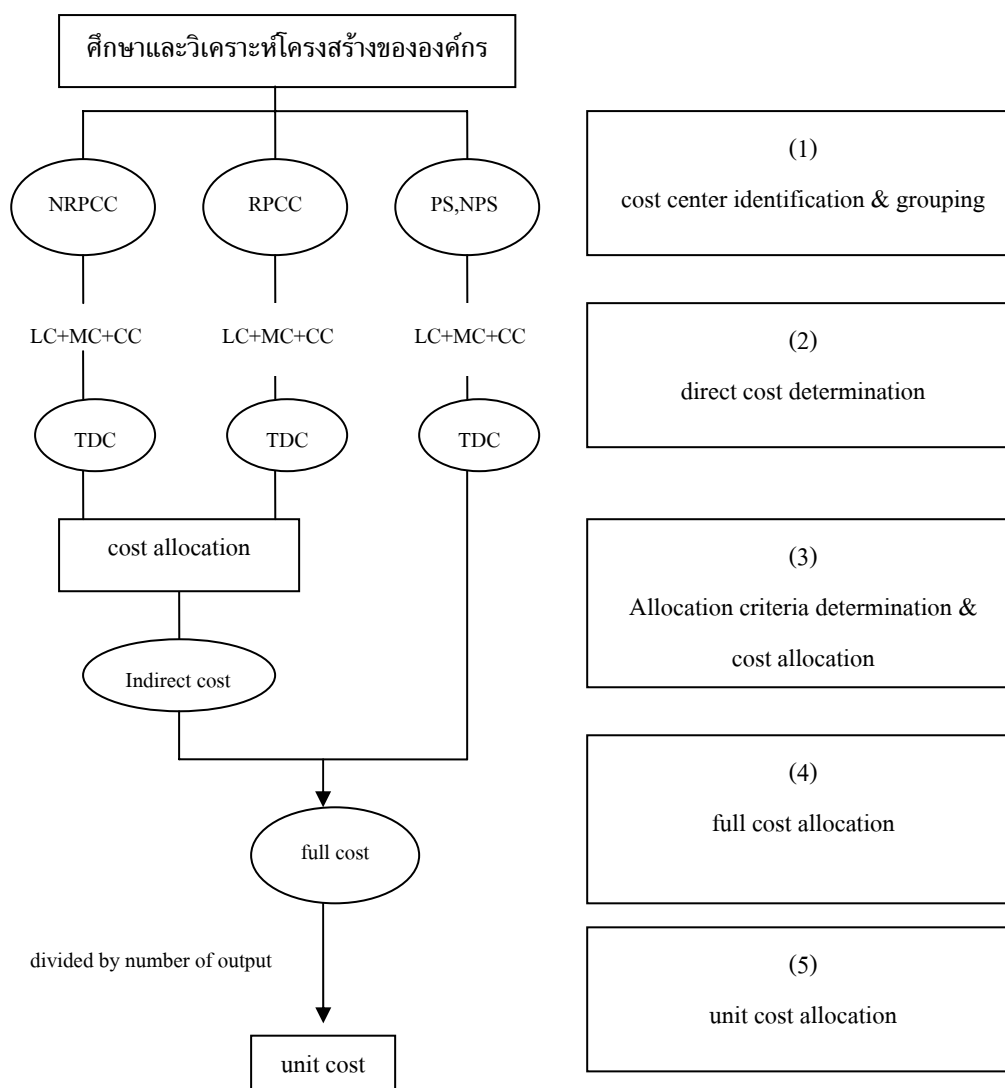 ศึกษาและวิเคราะห์โครงสร้างขององค์กร
NRPCC
RPCC
PS,NPS
(1)
cost center identification & grouping
LC+MC+CC
LC+MC+CC
LC+MC+CC
(2)
direct cost determination
TDC
TDC
TDC
cost allocation
(3)
Allocation criteria determination &
cost allocation
Indirect cost
(4)
full cost allocation
full cost
divided by number of output
(5)
unit cost allocation
unit cost